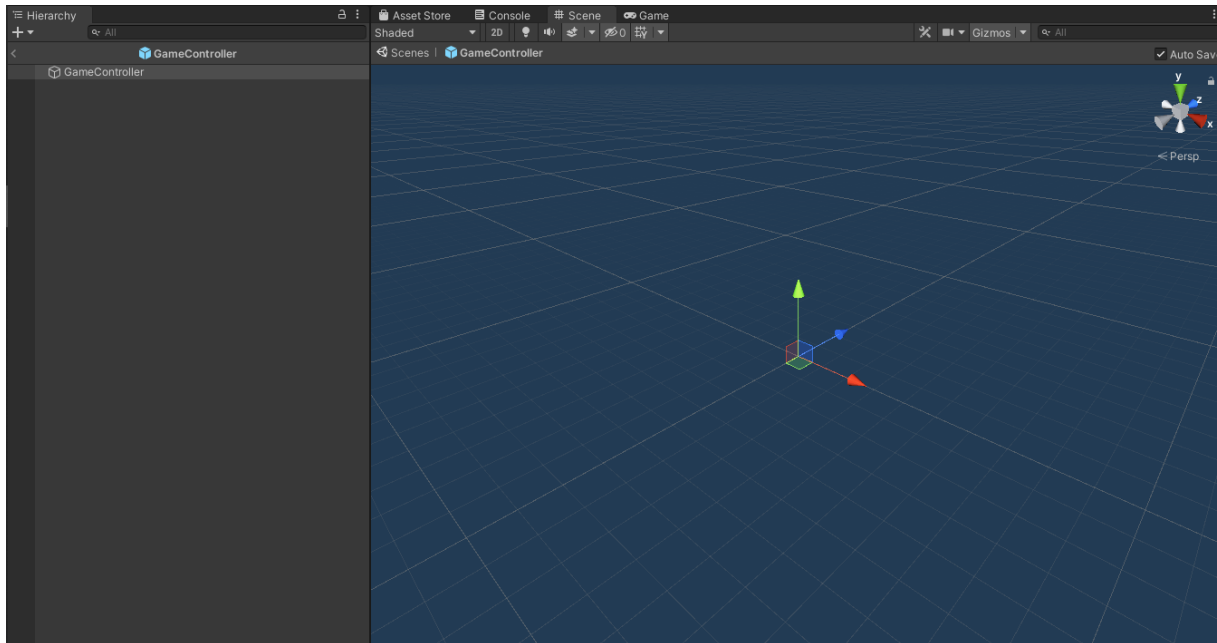 Hierarchy
All
GameController
GameController
Asset Store Console Scene Game
Shaded 2D 0 Gizmos All
Scenes | GameController Auto Sav
y
z
x
Persp